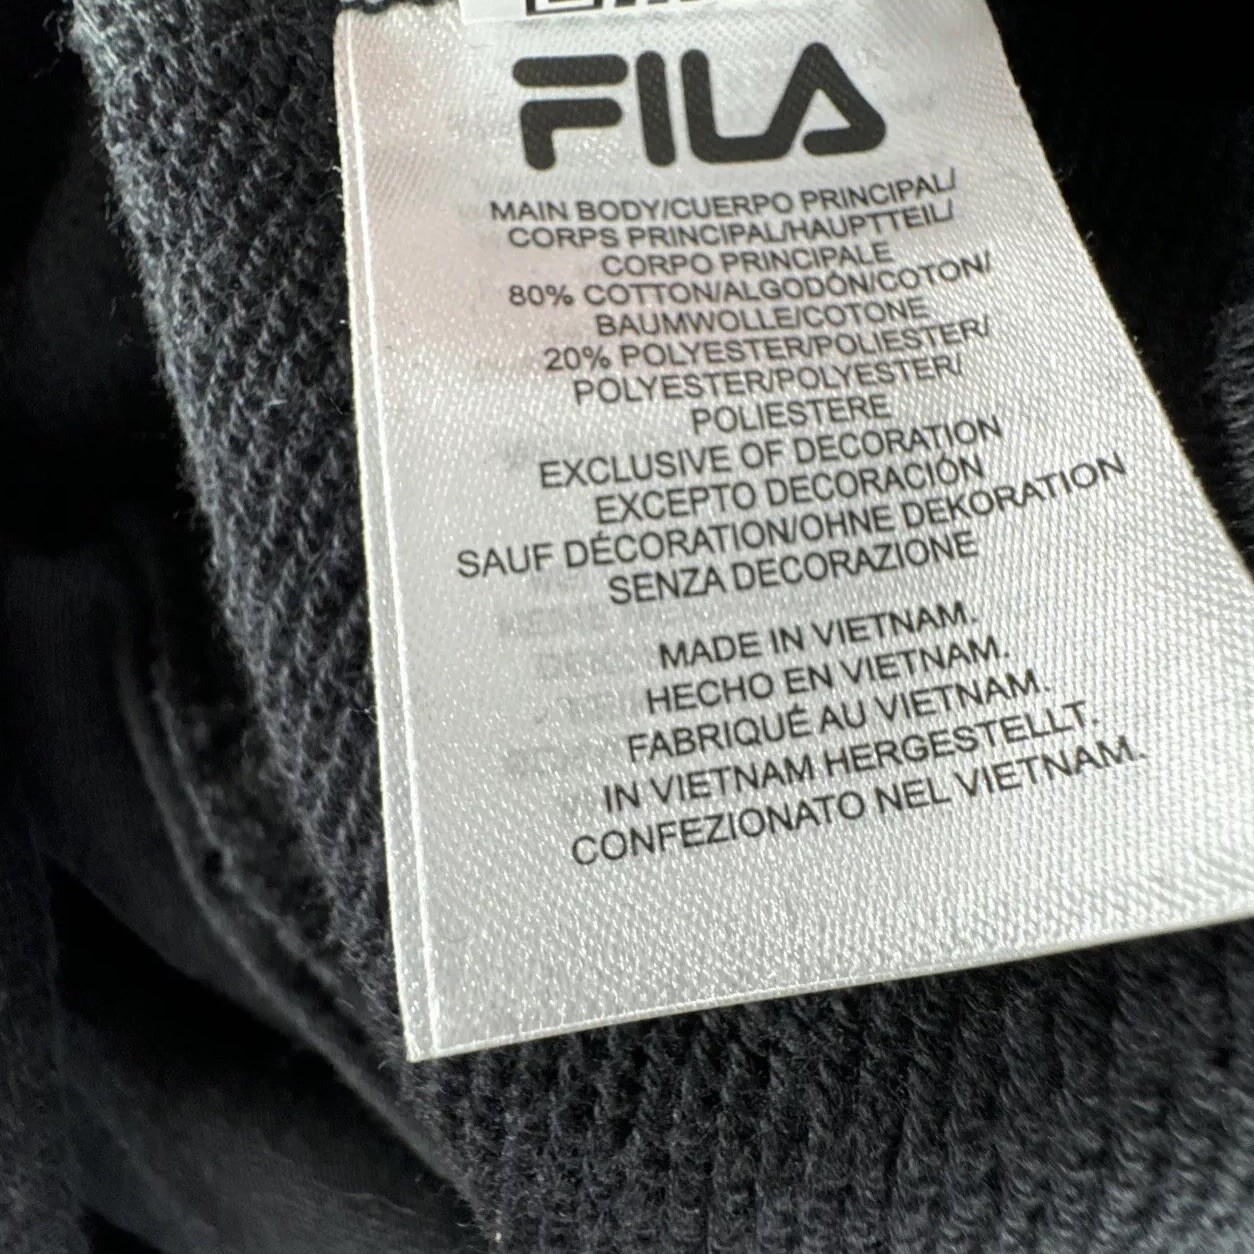 FILA
MAIN BODY/CUERPO PRINCIPAL/
CORPS PRINCIPAL/HAUPTTEIL/
CORPO PRINCIPALE
80% COTTON/ALGODÓN/COTON/
BAUMWOLLE/COTONE
20% POLYESTER/POLIESTER/
POLYESTER/POLYESTER/
POLIESTERE
EXCLUSIVE OF DECORATION
EXCEPTO DECORACIÓN
SAUF DÉCORATION/OHNE DEKORATION
SENZA DECORAZIONE
MADE IN VIETNAM.
HECHO EN VIETNAM.
FABRIQUÉ AU VIETNAM.
IN VIETNAM HERGESTELLT.
CONFEZIONATO NEL VIETNAM.